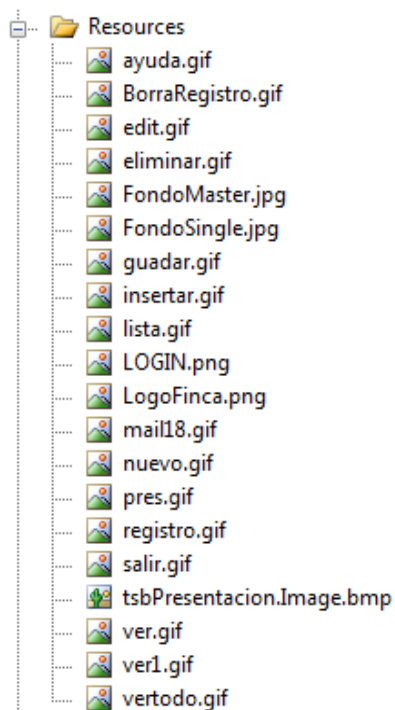 Resources
ayuda.gif
BorraRegistro.gif
edit.gif
eliminar.gif
FondoMaster.jpg
FondoSingle.jpg
guadar.gif
insertar.gif
lista.gif
LOGIN.png
LogoFinca.png
mail18.gif
nuevo.gif
pres.gif
registro.gif
salir.gif
tsbPresentacion.Image.bmp
ver.gif
ver1.gif
vertodo.gif